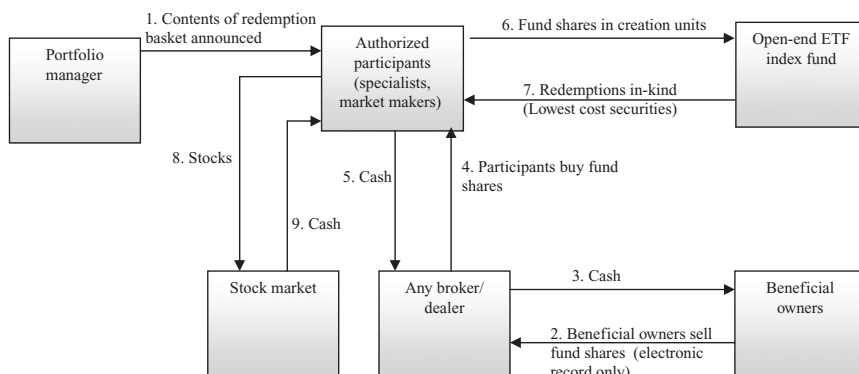 1. Contents of redemption
basket announced
Portfolio
manager
Authorized
participants
(specialists,
market makers)
6. Fund shares in creation units
Open-end ETF
index fund
7. Redemptions in-kind
(Lowest cost securities)
8. Stocks
5. Cash
4. Participants buy fund
shares
9. Cash
Stock market
Any broker/
dealer
3. Cash
Beneficial
owners
2. Beneficial owners sell
fund shares (electronic
record only)